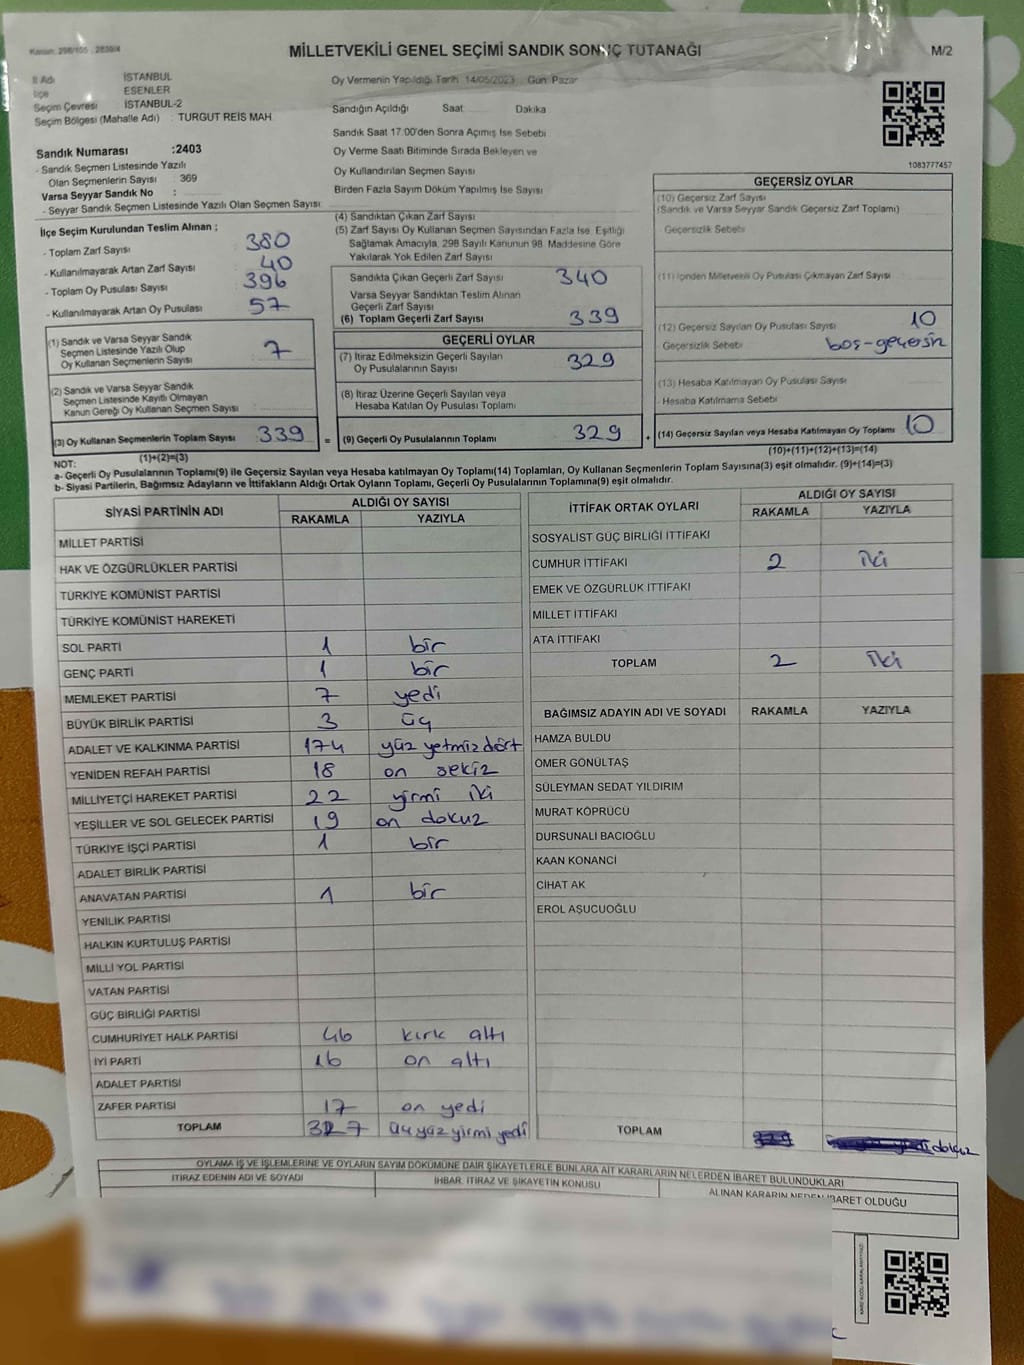 Kanun: 298/105 , 2839/4
MİLLETVEKİLİ GENEL SEÇİMİ SANDIK SONUÇ TUTANAĞI
M/2
İl Adı İSTANBUL
İlçe ESENLER
Seçim Çevresi İSTANBUL-2
Seçim Bölgesi (Mahalle Adı) : TURGUT REİS MAH
Oy Vermenin Yapıldığı Tarih 14/05/2023 Gün: Pazar
Sandığın Açıldığı Saat Dakika
Sandık Saat 17:00'den Sonra Açımış İse Sebebi
Oy Verme Saati Bitiminde Sırada Bekleyen ve
Oy Kullandırılan Seçmen Sayısı
Birden Fazla Sayım Döküm Yapılmış İse Sayısı
1083777457
Sandık Numarası :2403
- Sandık Seçmen Listesinde Yazılı
Olan Seçmenlerin Sayısı : 369
Varsa Seyyar Sandık No :
- Seyyar Sandık Seçmen Listesinde Yazılı Olan Seçmen Sayısı
İlçe Seçim Kurulundan Teslim Alınan ;
- Toplam Zarf Sayısı 380
- Kullanılmayarak Artan Zarf Sayısı 40
- Toplam Oy Pusulası Sayısı 396
- Kullanılmayarak Artan Oy Pusulası 57
(1) Sandık ve Varsa Seyyar Sandık
Seçmen Listesinde Yazılı Olup
Oy Kullanan Seçmenlerin Sayısı 7
(2) Sandık ve Varsa Seyyar Sandık
Seçmen Listesinde Kayıtlı Olmayan
Kanun Gereği Oy Kullanan Seçmen Sayısı
(3) Oy Kullanan Seçmenlerin Toplam Sayısı 339 =
(1)+(2)=(3)
(4) Sandıktan Çıkan Zarf Sayısı
(5) Zarf Sayısı Oy Kullanan Seçmen Sayısından Fazla İse, Eşitliği
Sağlamak Amacıyla, 298 Sayılı Kanunun 98. Maddesine Göre
Yakılarak Yok Edilen Zarf Sayısı
Sandıkta Çıkan Geçerli Zarf Sayısı 340
Varsa Seyyar Sandıktan Teslim Alınan
Geçerli Zarf Sayısı
(6) Toplam Geçerli Zarf Sayısı 339
GEÇERLİ OYLAR
(7) İtiraz Edilmeksizin Geçerli Sayılan
Oy Pusulalarının Sayısı 329
(8) İtiraz Üzerine Geçerli Sayılan veya
Hesaba Katılan Oy Pusulası Toplamı
(9) Geçerli Oy Pusulalarının Toplamı 329 +
GEÇERSİZ OYLAR
(10) Geçersiz Zarf Sayısı
(Sandık ve Varsa Seyyar Sandık Geçersiz Zarf Toplamı)
Geçersizlik Sebebi
(11) İçinden Milletvekili Oy Pusulası Çıkmayan Zarf Sayısı
(12) Geçersiz Sayılan Oy Pusulası Sayısı 10
Geçersizlik Sebebi boş-geçersiz
(13) Hesaba Katılmayan Oy Pusulası Sayısı
- Hesaba Katılmama Sebebi
(14) Geçersiz Sayılan veya Hesaba Katılmayan Oy Toplamı 10
(10)+(11)+(12)+(13)=(14)
NOT:
a- Geçerli Oy Pusulalarının Toplamı(9) ile Geçersiz Sayılan veya Hesaba katılmayan Oy Toplamı(14) Toplamları, Oy Kullanan Seçmenlerin Toplam Sayısına(3) eşit olmalıdır. (9)+(14)=(3)
b- Siyasi Partilerin, Bağımsız Adayların ve İttifakların Aldığı Ortak Oyların Toplamı, Geçerli Oy Pusulalarının Toplamına(9) eşit olmalıdır.
SİYASİ PARTİNİN ADI ALDIĞI OY SAYISI
RAKAMLA YAZIYLA
MİLLET PARTİSİ
HAK VE ÖZGÜRLÜKLER PARTİSİ
TÜRKİYE KOMÜNİST PARTİSİ
TÜRKİYE KOMÜNİST HAREKETİ
SOL PARTİ 1 bir
GENÇ PARTİ 1 bir
MEMLEKET PARTİSİ 7 yedi
BÜYÜK BİRLİK PARTİSİ 3 üç
ADALET VE KALKINMA PARTİSİ 174 yüz yetmiz dört
YENİDEN REFAH PARTİSİ 18 on sekiz
MİLLİYETÇİ HAREKET PARTİSİ 22 yirmi iki
YEŞİLLER VE SOL GELECEK PARTİSİ 19 on dokuz
TÜRKİYE İŞÇİ PARTİSİ 1 bir
ADALET BİRLİK PARTİSİ
ANAVATAN PARTİSİ 1 bir
YENİLİK PARTİSİ
HALKIN KURTULUŞ PARTİSİ
MİLLİ YOL PARTİSİ
VATAN PARTİSİ
GÜÇ BİRLİĞİ PARTİSİ
CUMHURİYET HALK PARTİSİ 46 kırk altı
İYİ PARTİ 16 on altı
ADALET PARTİSİ
ZAFER PARTİSİ 17 on yedi
TOPLAM 327 üçyüz yirmi yedi
İTTİFAK ORTAK OYLARI ALDIĞI OY SAYISI
RAKAMLA YAZIYLA
SOSYALİST GÜÇ BİRLİĞİ İTTİFAKI
CUMHUR İTTİFAKI 2 iki
EMEK VE ÖZGÜRLÜK İTTİFAKI
MİLLET İTTİFAKI
ATA İTTİFAKI
TOPLAM 2 iki
BAĞIMSIZ ADAYIN ADI VE SOYADI RAKAMLA YAZIYLA
HAMZA BULDU
ÖMER GÖNÜLTAŞ
SÜLEYMAN SEDAT YILDIRIM
MURAT KÖPRÜCÜ
DURSUNALİ BACIOĞLU
KAAN KONANCİ
CİHAT AK
EROL AŞUCUOĞLU
TOPLAM 329 dokuz
OYLAMA İŞ VE İŞLEMLERİNE VE OYLARIN SAYIM DÖKÜMÜNE DAİR ŞİKAYETLERLE BUNLARA AİT KARARLARIN NELERDEN İBARET BULUNDUKLARI
İTİRAZ EDENİN ADI VE SOYADI İHBAR, İTİRAZ VE ŞİKAYETİN KONUSU ALINAN KARARIN NEDEN İBARET OLDUĞU